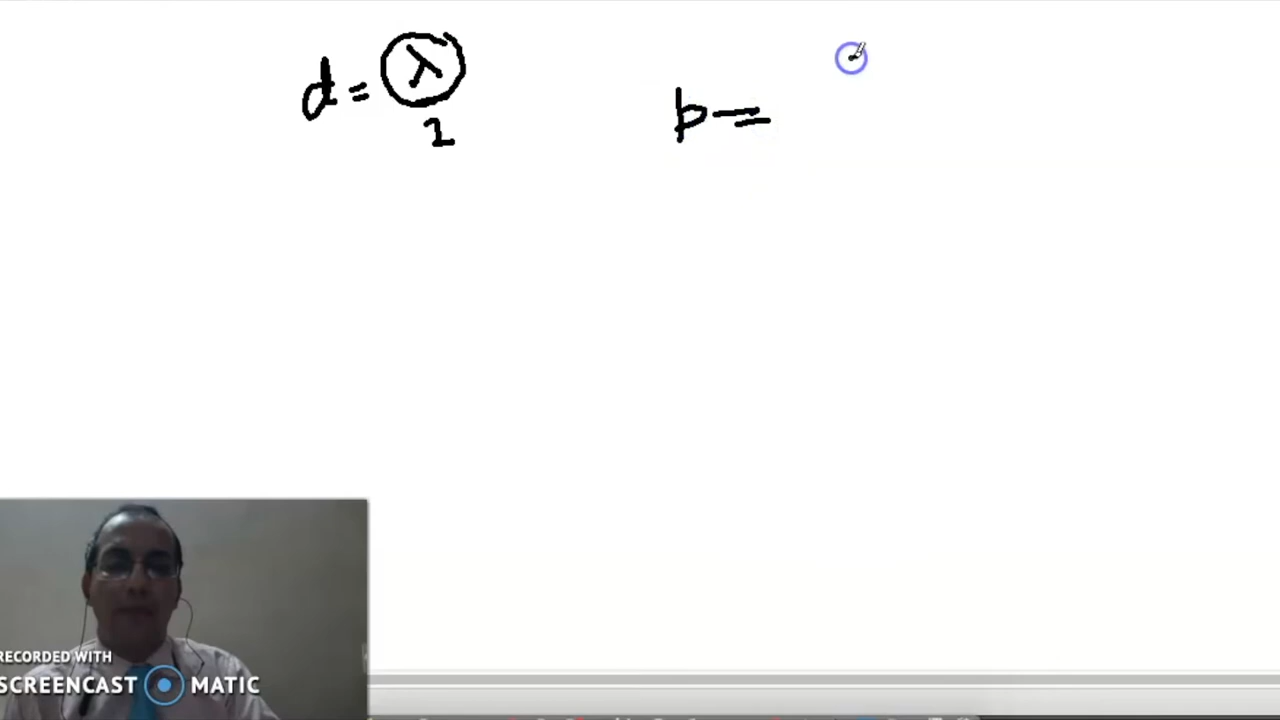 d = λ
2
b =
RECORDED WITH
SCREENCAST MATIC